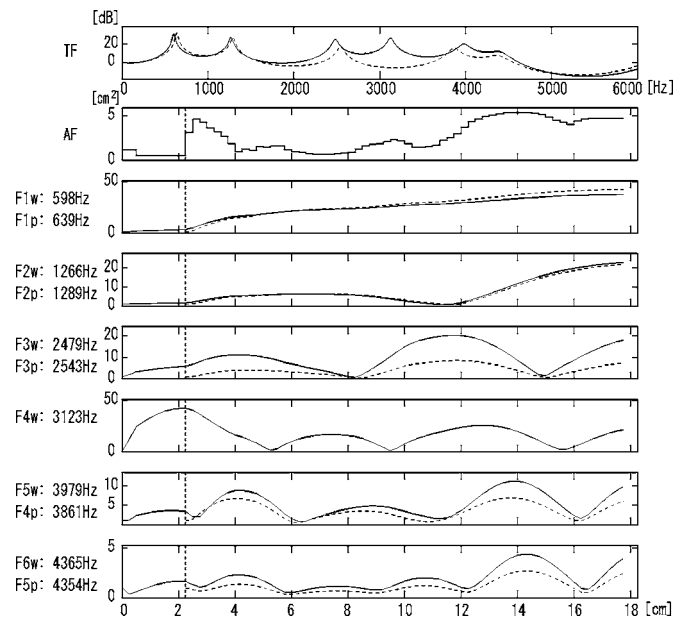 [dB]
20
0
TF
0 1000 2000 3000 4000 5000 6000 [Hz]
[cm²]
5
0
AF
50
0
F1w: 598Hz
F1p: 639Hz
20
10
0
F2w: 1266Hz
F2p: 1289Hz
20
10
0
F3w: 2479Hz
F3p: 2543Hz
50
0
F4w: 3123Hz
10
5
F5w: 3979Hz
F4p: 3861Hz
5
0
F6w: 4365Hz
F5p: 4354Hz
0 2 4 6 8 10 12 14 16 18 [cm]